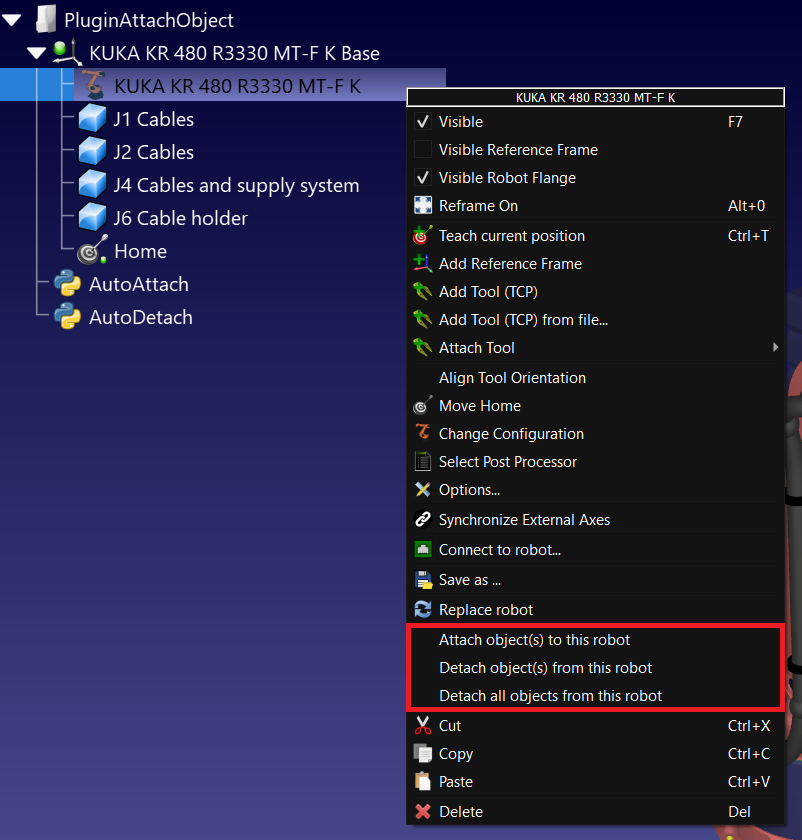 PluginAttachObject
KUKA KR 480 R3330 MT-F K Base
KUKA KR 480 R3330 MT-F K
J1 Cables
J2 Cables
J4 Cables and supply system
J6 Cable holder
Home
AutoAttach
AutoDetach
KUKA KR 480 R3330 MT-F K
Visible F7
Visible Reference Frame
Visible Robot Flange
Reframe On Alt+0
Teach current position Ctrl+T
Add Reference Frame
Add Tool (TCP)
Add Tool (TCP) from file...
Attach Tool
Align Tool Orientation
Move Home
Change Configuration
Select Post Processor
Options...
Synchronize External Axes
Connect to robot...
Save as ...
Replace robot
Attach object(s) to this robot
Detach object(s) from this robot
Detach all objects from this robot
Cut Ctrl+X
Copy Ctrl+C
Paste Ctrl+V
Delete Del